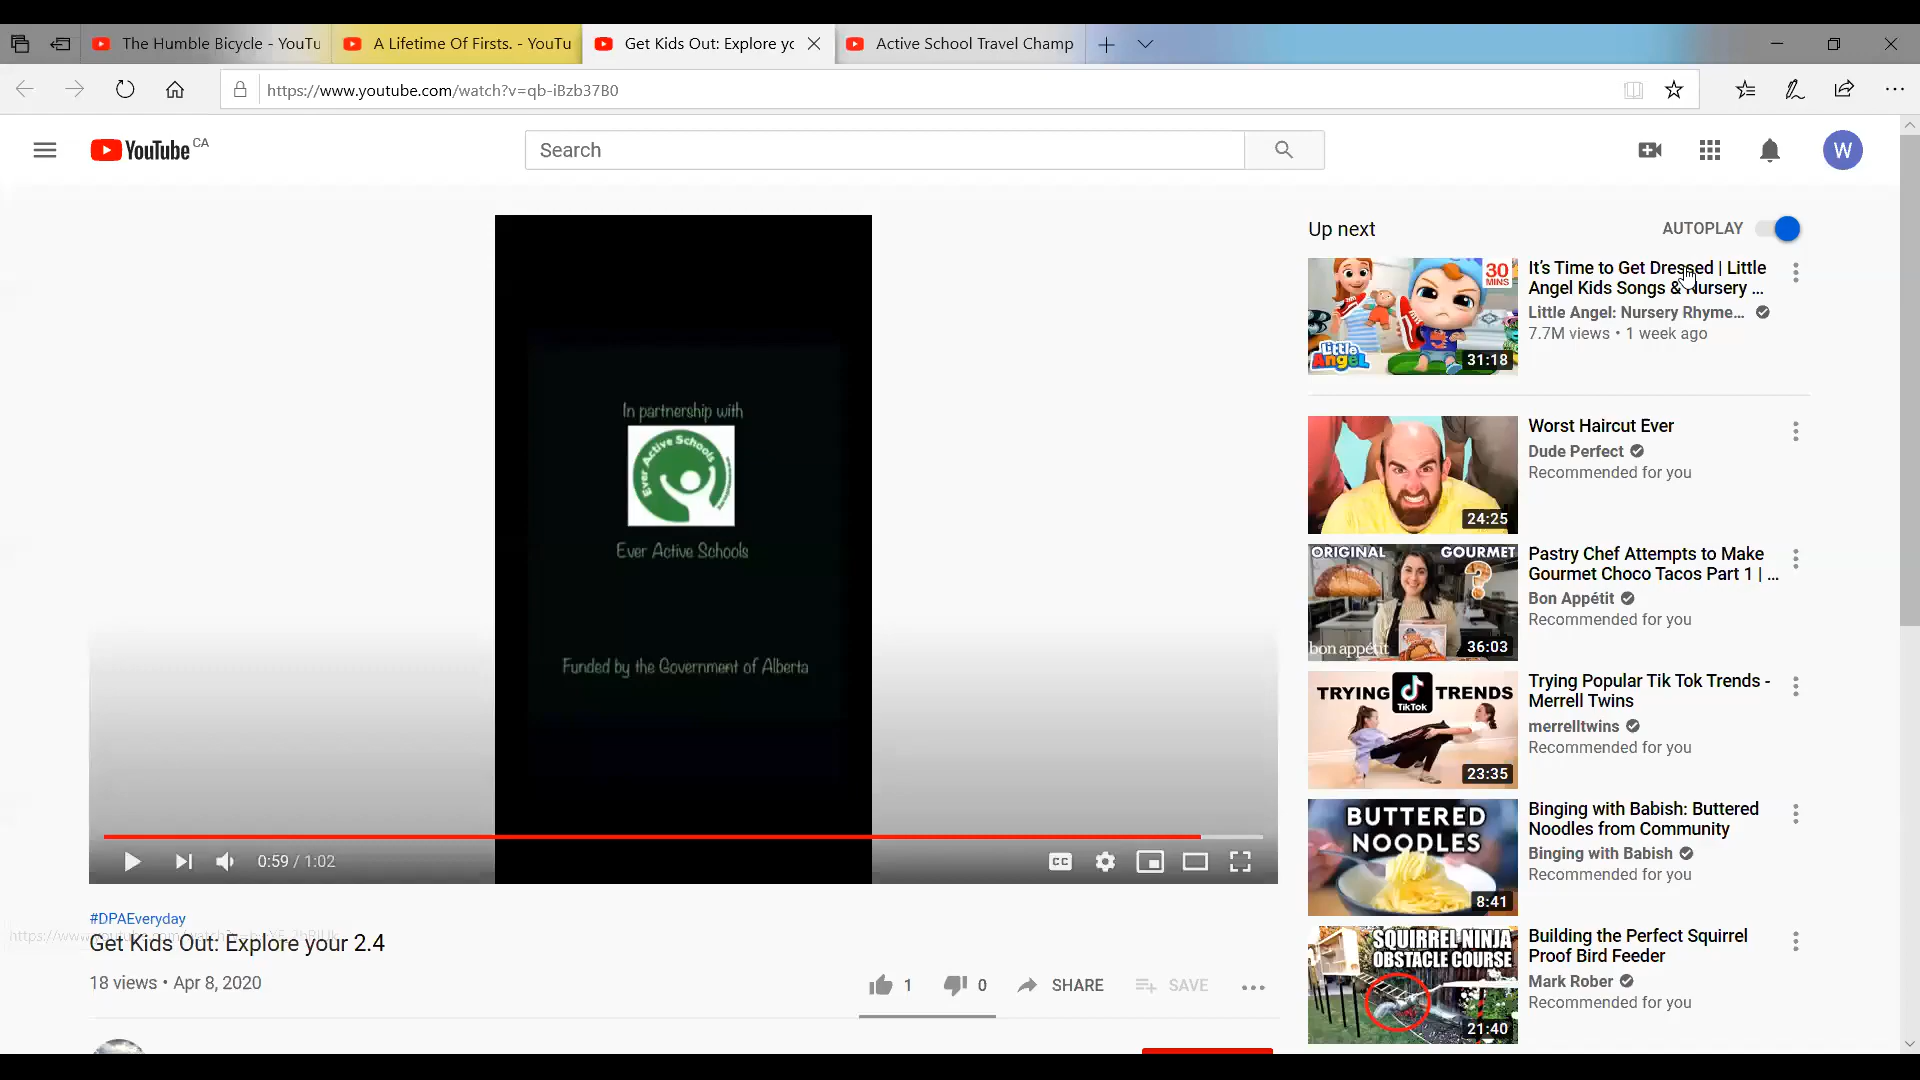 The Humble Bicycle - YouTu
A Lifetime Of Firsts. - YouTu
Get Kids Out: Explore yo
Active School Travel Champ
https://www.youtube.com/watch?v=qb-iBzb37B0
YouTube CA
Search
W
In partnership with
Ever Active Schools
Ever Active Schools
Funded by the Government of Alberta
0:59 / 1:02
CC
#DPAEveryday
Get Kids Out: Explore your 2.4
18 views • Apr 8, 2020
1
0
SHARE
SAVE
Up next
AUTOPLAY
30
MINS
Little
Angel
31:18
It's Time to Get Dressed | Little
Angel Kids Songs & Nursery ...
Little Angel: Nursery Rhyme...
7.7M views • 1 week ago
24:25
Worst Haircut Ever
Dude Perfect
Recommended for you
ORIGINAL
GOURMET
bon appétit
36:03
Pastry Chef Attempts to Make
Gourmet Choco Tacos Part 1 | ...
Bon Appétit
Recommended for you
TRYING TikTok TRENDS
23:35
Trying Popular Tik Tok Trends -
Merrell Twins
merrelltwins
Recommended for you
BUTTERED
NOODLES
8:41
Binging with Babish: Buttered
Noodles from Community
Binging with Babish
Recommended for you
SQUIRREL NINJA
OBSTACLE COURSE
21:40
Building the Perfect Squirrel
Proof Bird Feeder
Mark Rober
Recommended for you